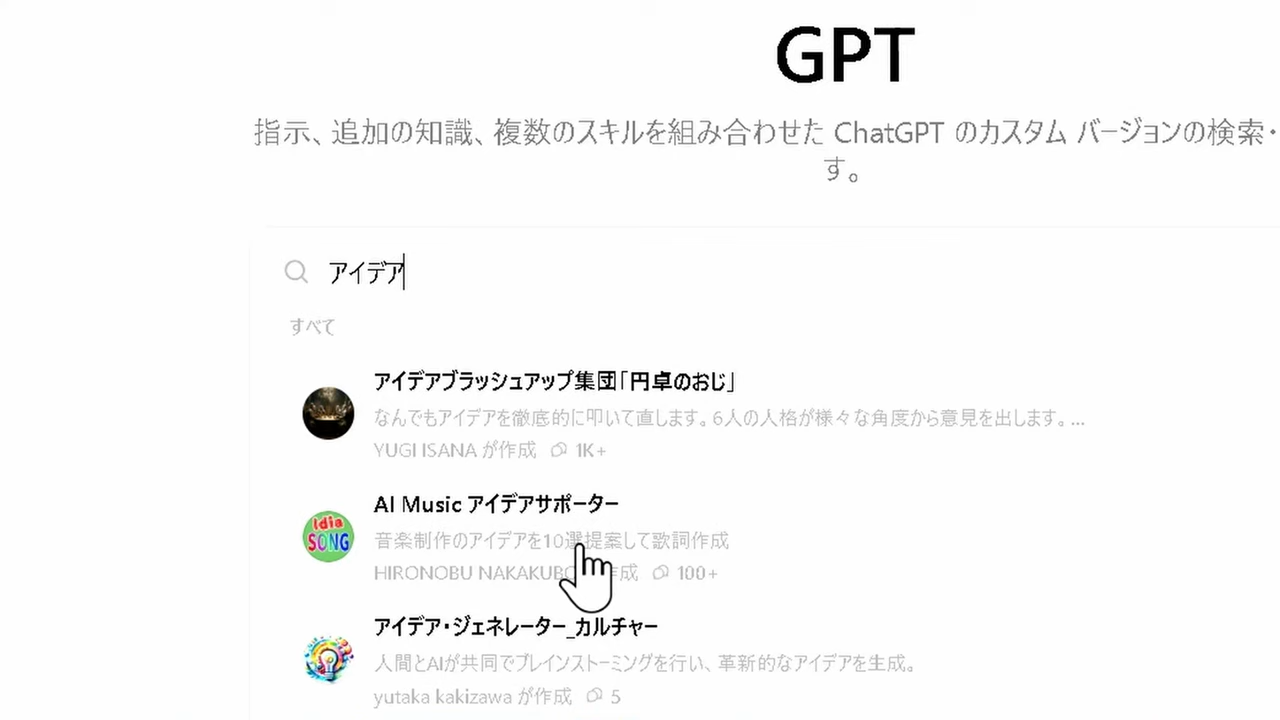 GPT
指示、追加の知識、複数のスキルを組み合わせた ChatGPT のカスタム バージョンの検索・
す。
アイデア
すべて
アイデアブラッシュアップ集団「円卓のおじ」
なんでもアイデアを徹底的に叩いて直します。6人の人格が様々な角度から意見を出します。...
YUGI ISANA が作成 1K+
AI Music アイデアサポーター
Idia
SONG
音楽制作のアイデアを10選提案して歌詞作成
HIRONOBU NAKAKUBO 作成 100+
アイデア・ジェネレーター_カルチャー
人間とAIが共同でブレインストーミングを行い、革新的なアイデアを生成。
yutaka kakizawa が作成 5